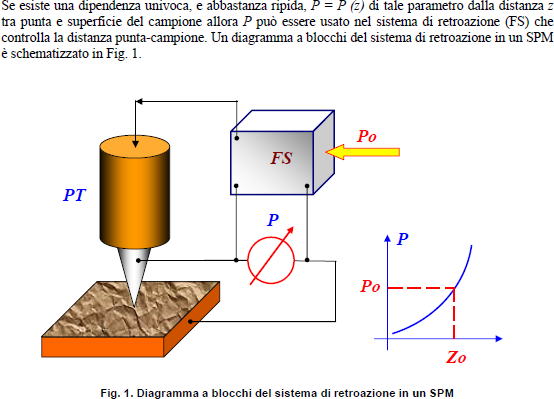 Se esiste una dipendenza univoca, e abbastanza ripida, P = P (z) di tale parametro dalla distanza z
tra punta e superficie del campione allora P può essere usato nel sistema di retroazione (FS) che
controlla la distanza punta-campione. Un diagramma a blocchi del sistema di retroazione in un SPM
è schematizzato in Fig. 1.
Po
FS
PT
P
P
Po
Zo
Fig. 1. Diagramma a blocchi del sistema di retroazione in un SPM